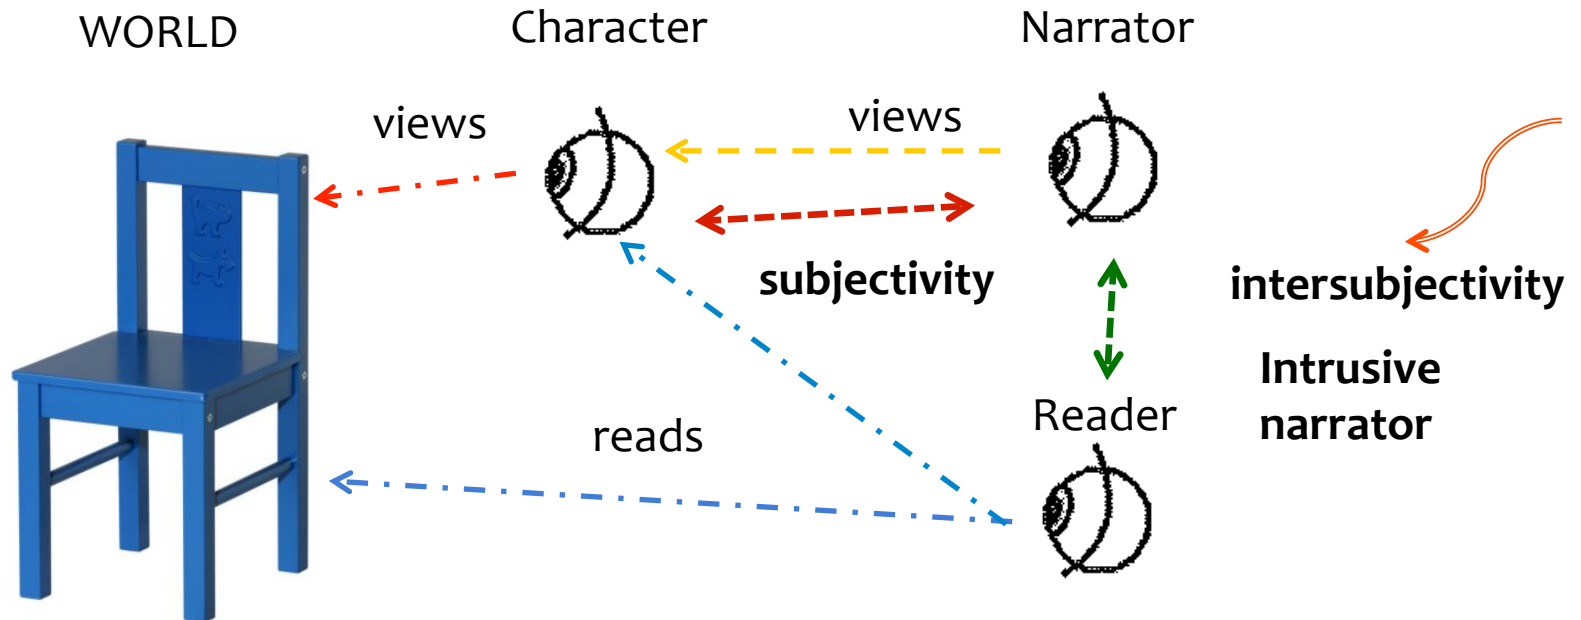 WORLD
Character
Narrator
views
views
subjectivity
intersubjectivity
Intrusive
narrator
Reader
reads